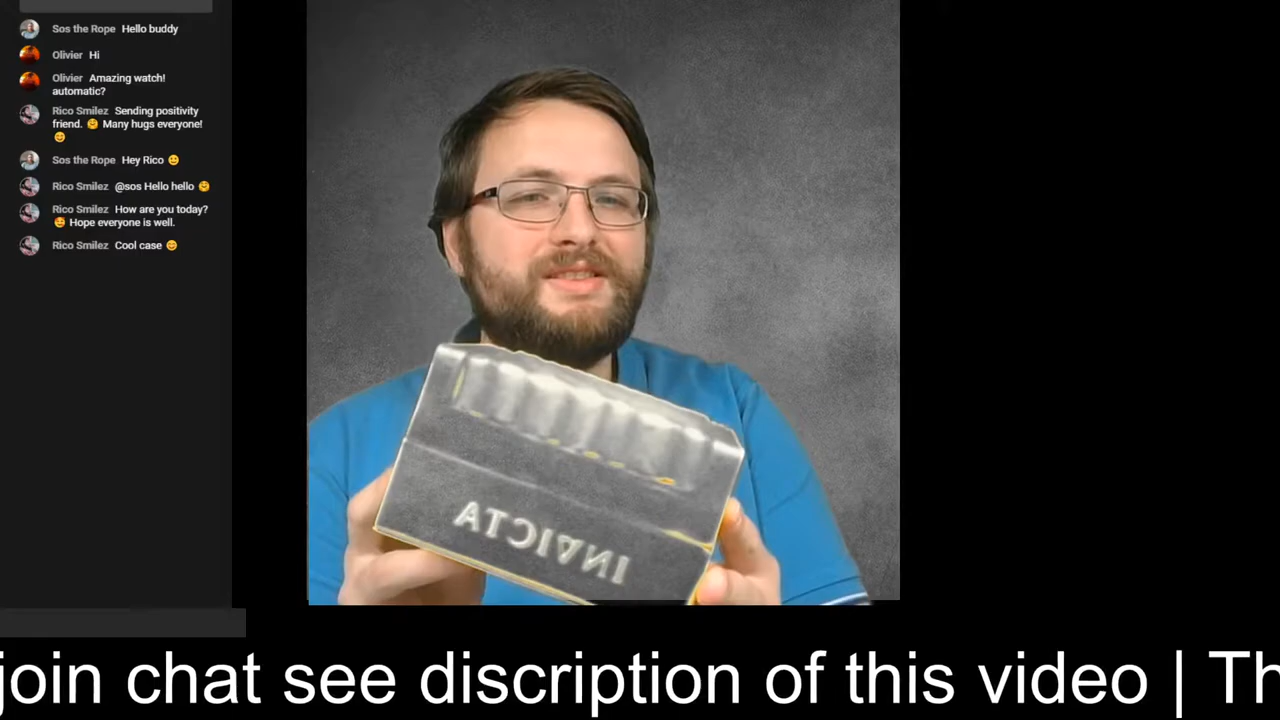 Sos the Rope Hello buddy
Olivier Hi
Olivier Amazing watch!
automatic?
Rico Smilez Sending positivity
friend. 🤗 Many hugs everyone!
😊
Sos the Rope Hey Rico 🙂
Rico Smilez @sos Hello hello 🤗
Rico Smilez How are you today?
🤩 Hope everyone is well.
Rico Smilez Cool case 😊
INVICTA
join chat see discription of this video | Th